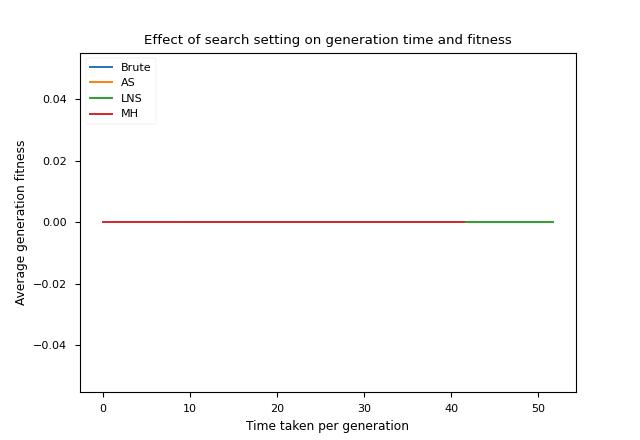 Effect of search setting on generation time and fitness
Brute
AS
LNS
MH
Average generation fitness
0.04
0.02
0.00
−0.02
−0.04
0 10 20 30 40 50
Time taken per generation